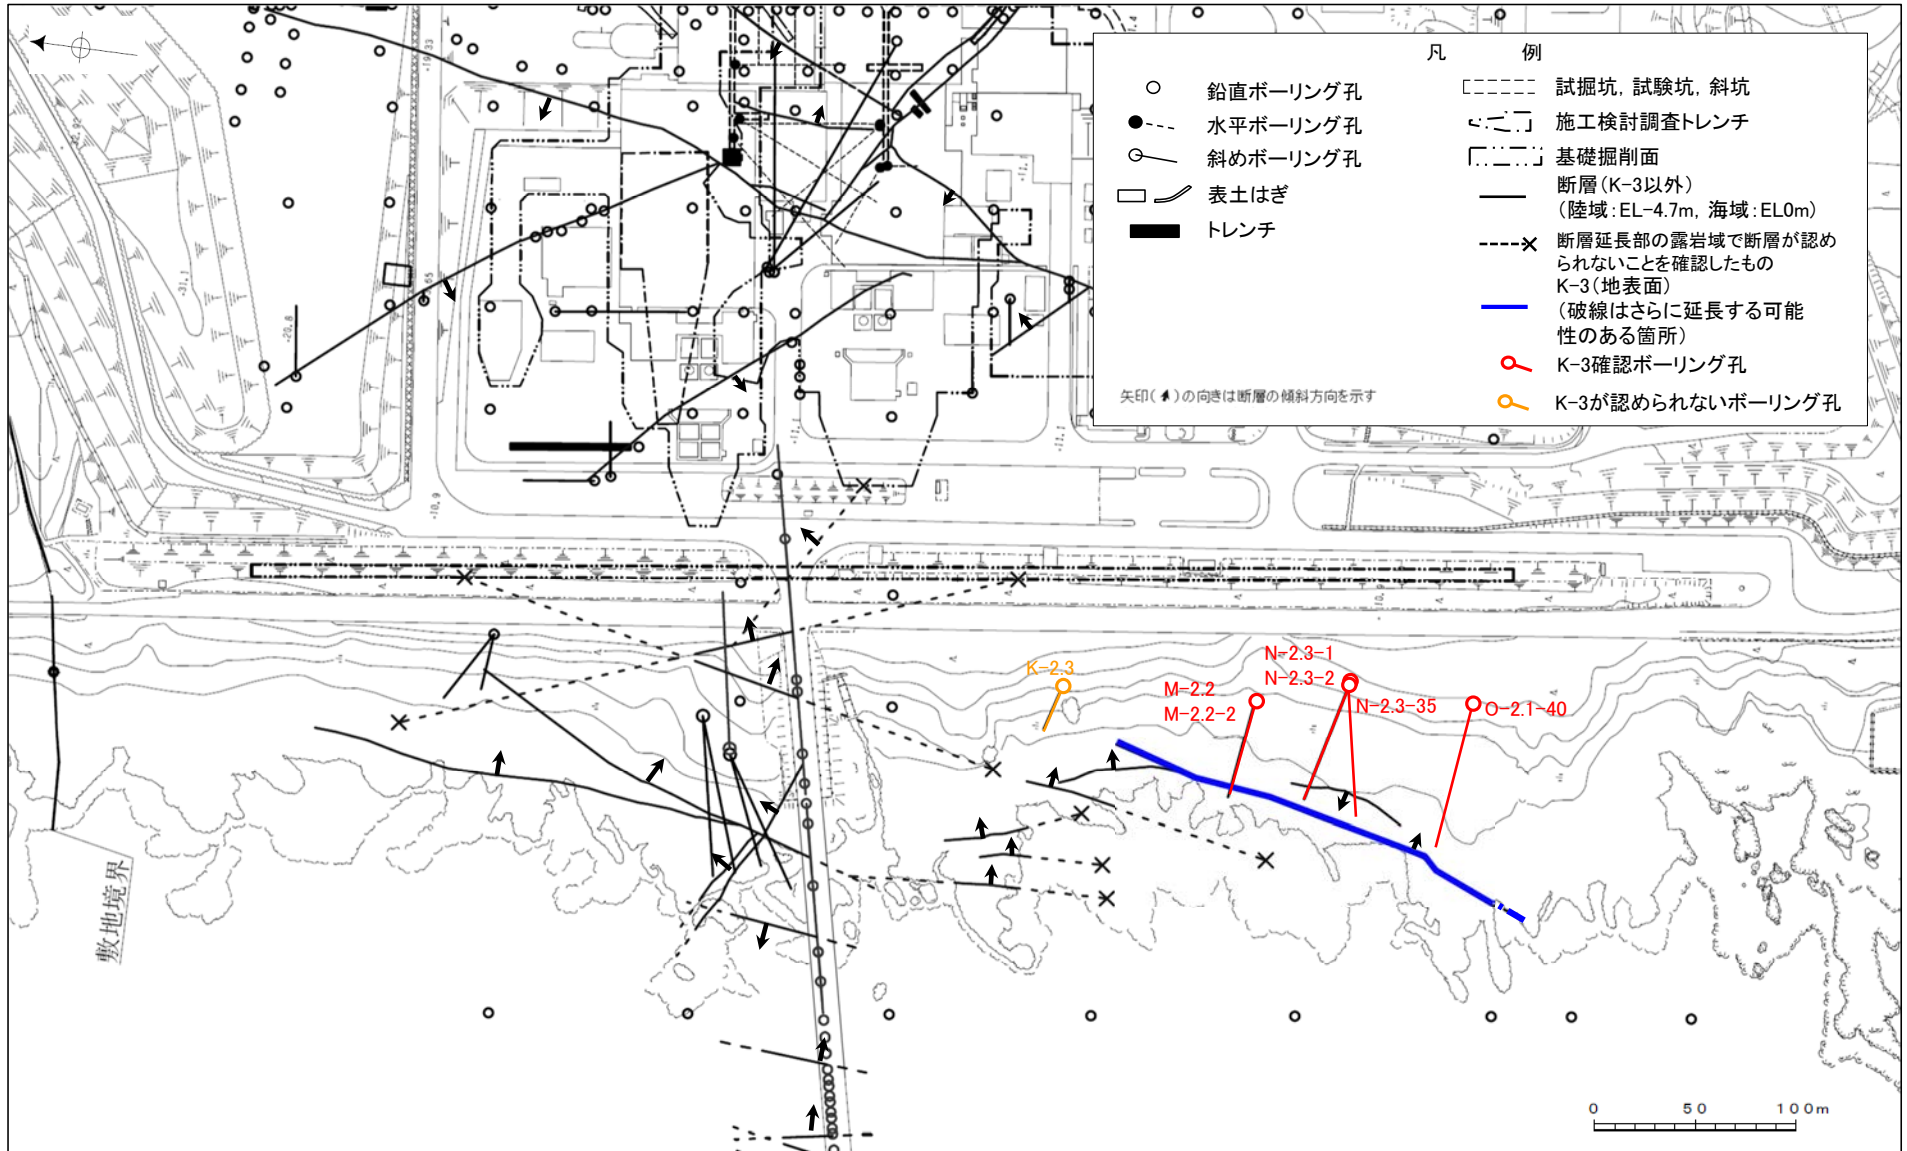 凡 例
鉛直ボーリング孔
水平ボーリング孔
斜めボーリング孔
表土はぎ
トレンチ
試掘坑, 試験坑, 斜坑
施工検討調査トレンチ
基礎掘削面
断層(K-3以外)
(陸域:EL-4.7m, 海域:EL0m)
断層延長部の露岩域で断層が認め
られないことを確認したもの
K-3(地表面)
(破線はさらに延長する可能
性のある箇所)
K-3確認ボーリング孔
K-3が認められないボーリング孔
矢印( )の向きは断層の傾斜方向を示す
K-2.3
M-2.2
M-2.2-2
N-2.3-1
N-2.3-2
N-2.3-35
O-2.1-40
敷地境界
0 50 100m